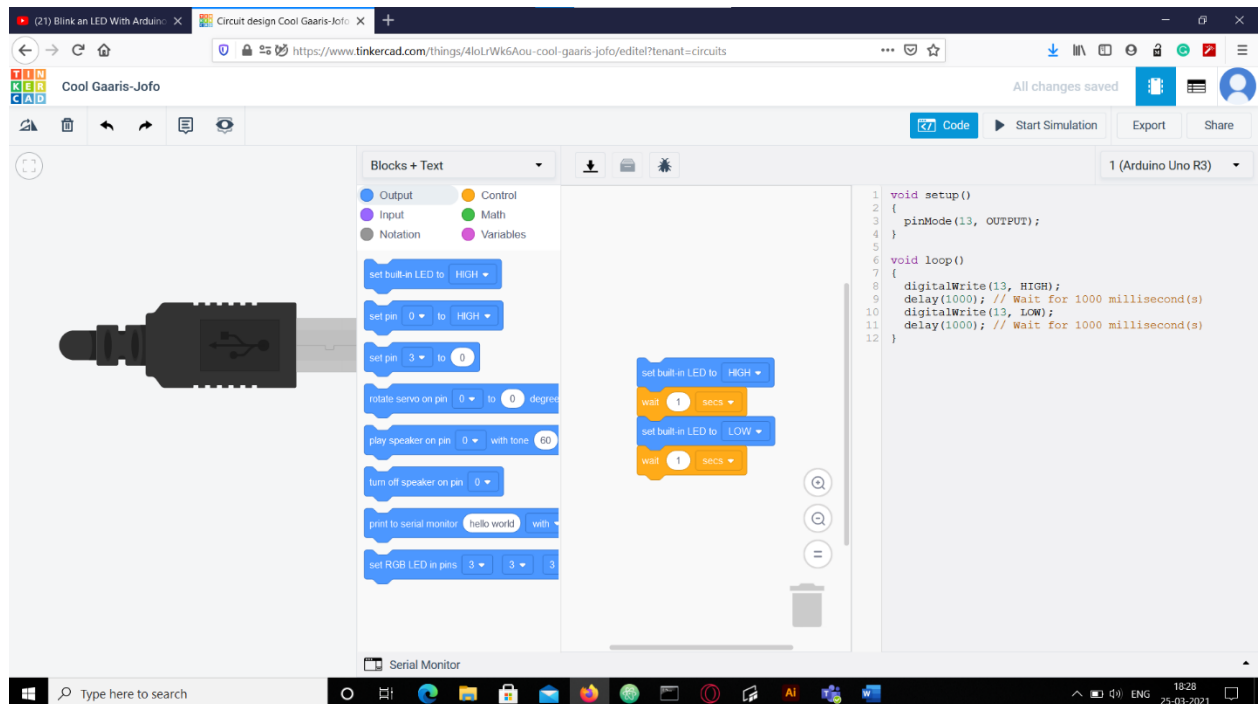 (21) Blink an LED With Arduino
Circuit design Cool Gaaris-Jofo
https://www.tinkercad.com/things/4loLrWk6Aou-cool-gaaris-jofo/editel?tenant=circuits
TIN
KER
CAD
Cool Gaaris-Jofo
All changes saved
Code
Start Simulation
Export
Share
Blocks + Text
1 (Arduino Uno R3)
Output
Control
Input
Math
Notation
Variables
set built-in LED to HIGH
set pin 0 to HIGH
set pin 3 to 0
rotate servo on pin 0 to 0 degree
play speaker on pin 0 with tone 60
turn off speaker on pin 0
print to serial monitor hello world with
set RGB LED in pins 3 3 3
set built-in LED to HIGH
wait 1 secs
set built-in LED to LOW
wait 1 secs
=
1 void setup()
2 {
3 pinMode(13, OUTPUT);
4 }
5
6 void loop()
7 {
8 digitalWrite(13, HIGH);
9 delay(1000); // Wait for 1000 millisecond(s)
10 digitalWrite(13, LOW);
11 delay(1000); // Wait for 1000 millisecond(s)
12 }
Serial Monitor
Type here to search
Ai
ENG
18:28
25-03-2021